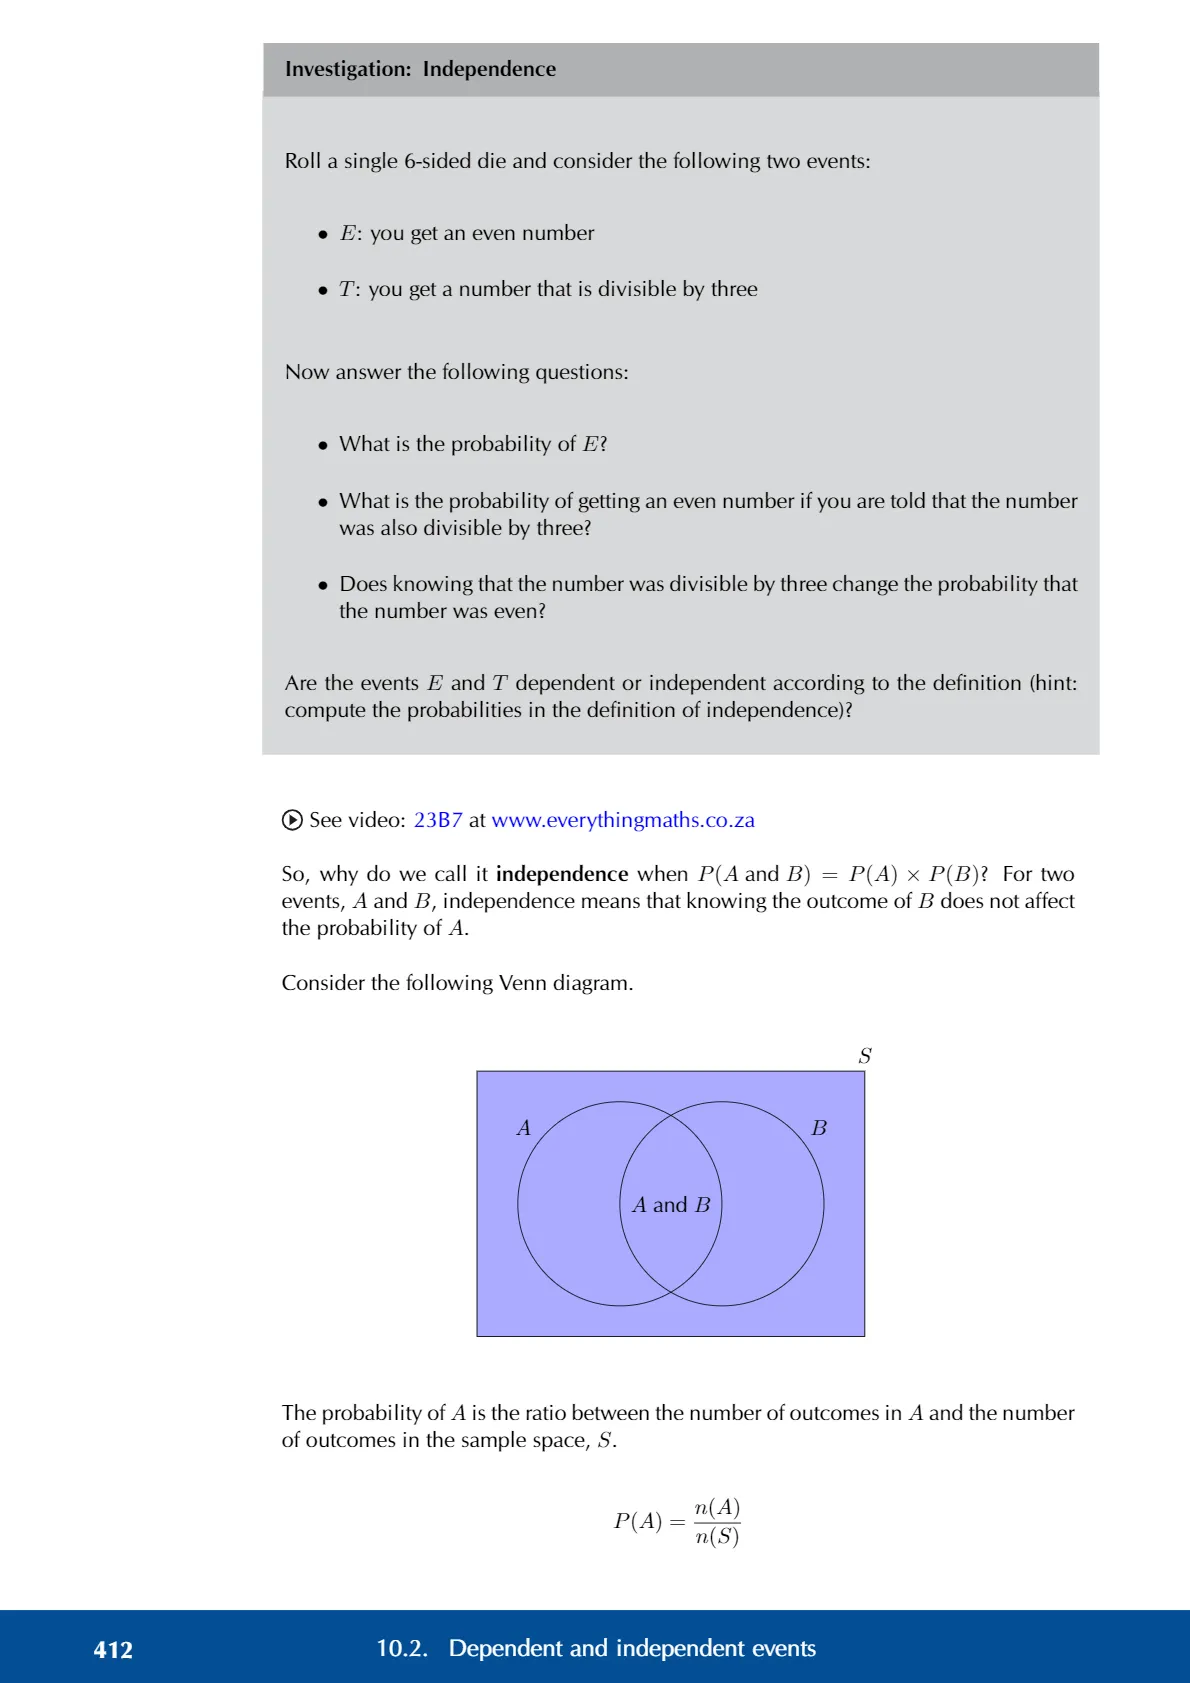 Investigation: Independence
Roll a single 6-sided die and consider the following two events:
• E: you get an even number
• T: you get a number that is divisible by three
Now answer the following questions:
• What is the probability of E?
• What is the probability of getting an even number if you are told that the number
was also divisible by three?
• Does knowing that the number was divisible by three change the probability that
the number was even?
Are the events E and T dependent or independent according to the definition (hint:
compute the probabilities in the definition of independence)?
See video: 23B7 at www.everythingmaths.co.za
So, why do we call it independence when P(A and B) = P(A) × P(B)? For two
events, A and B, independence means that knowing the outcome of B does not affect
the probability of A.
Consider the following Venn diagram.
S
A B
A and B
The probability of A is the ratio between the number of outcomes in A and the number
of outcomes in the sample space, S.
P(A) = n(A)/n(S)
412 10.2. Dependent and independent events